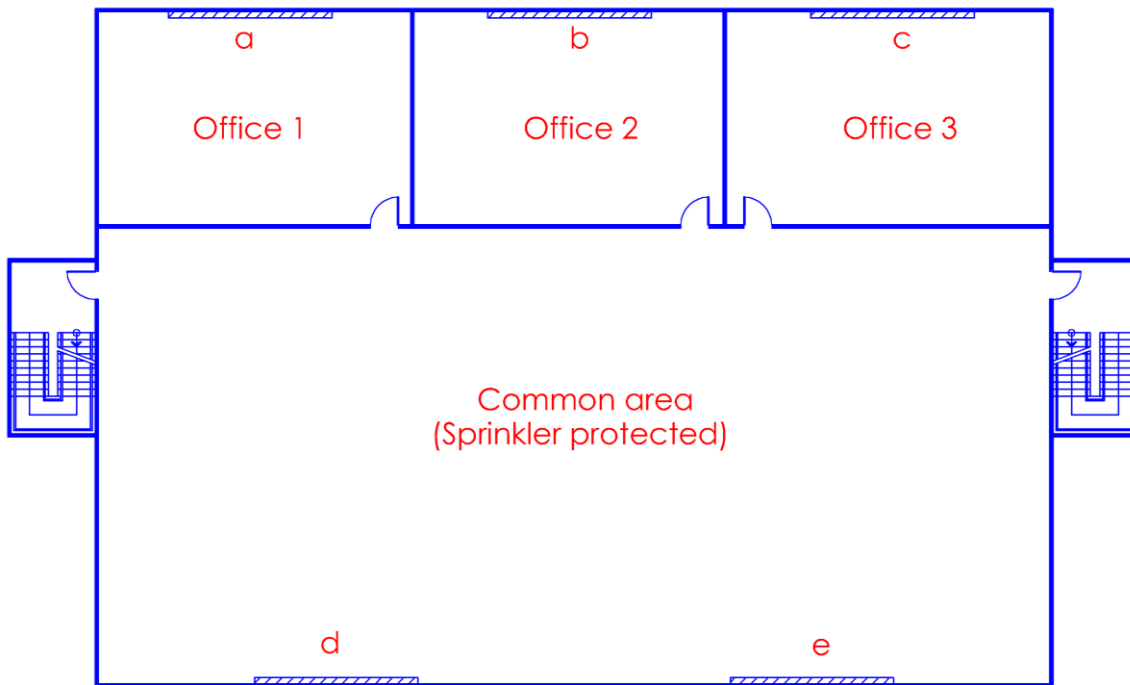 a
b
c
Office 1
Office 2
Office 3
Common area
(Sprinkler protected)
d
e